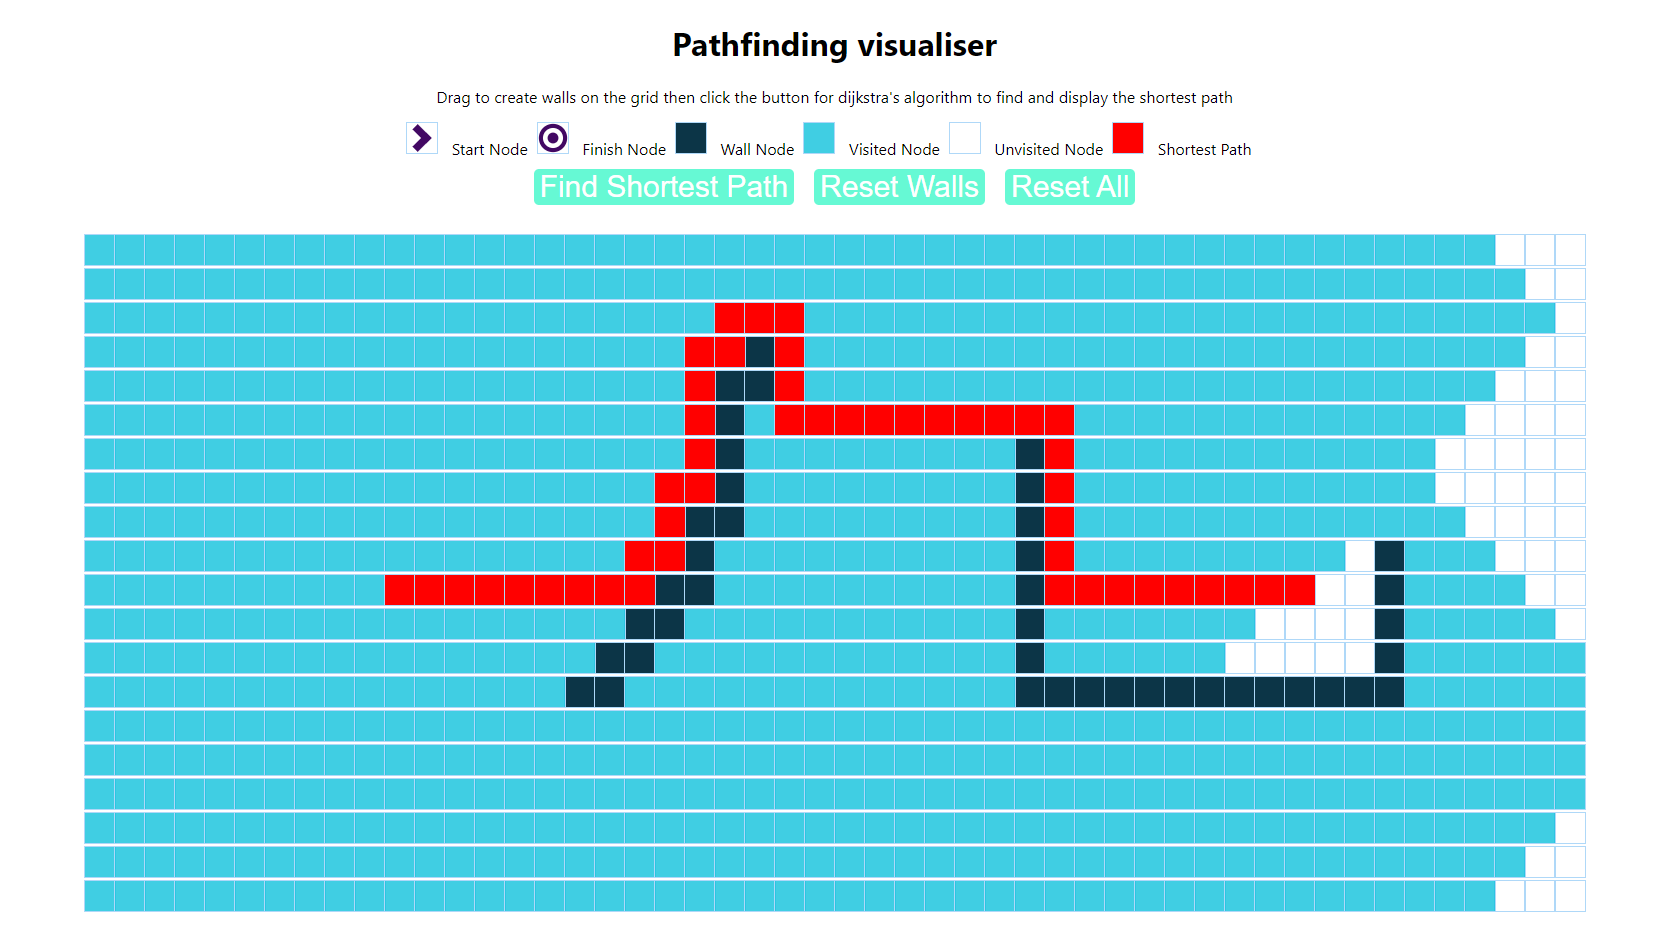 Pathfinding visualiser
Drag to create walls on the grid then click the button for dijkstra's algorithm to find and display the shortest path
Start Node Finish Node Wall Node Visited Node Unvisited Node Shortest Path
Find Shortest Path Reset Walls Reset All